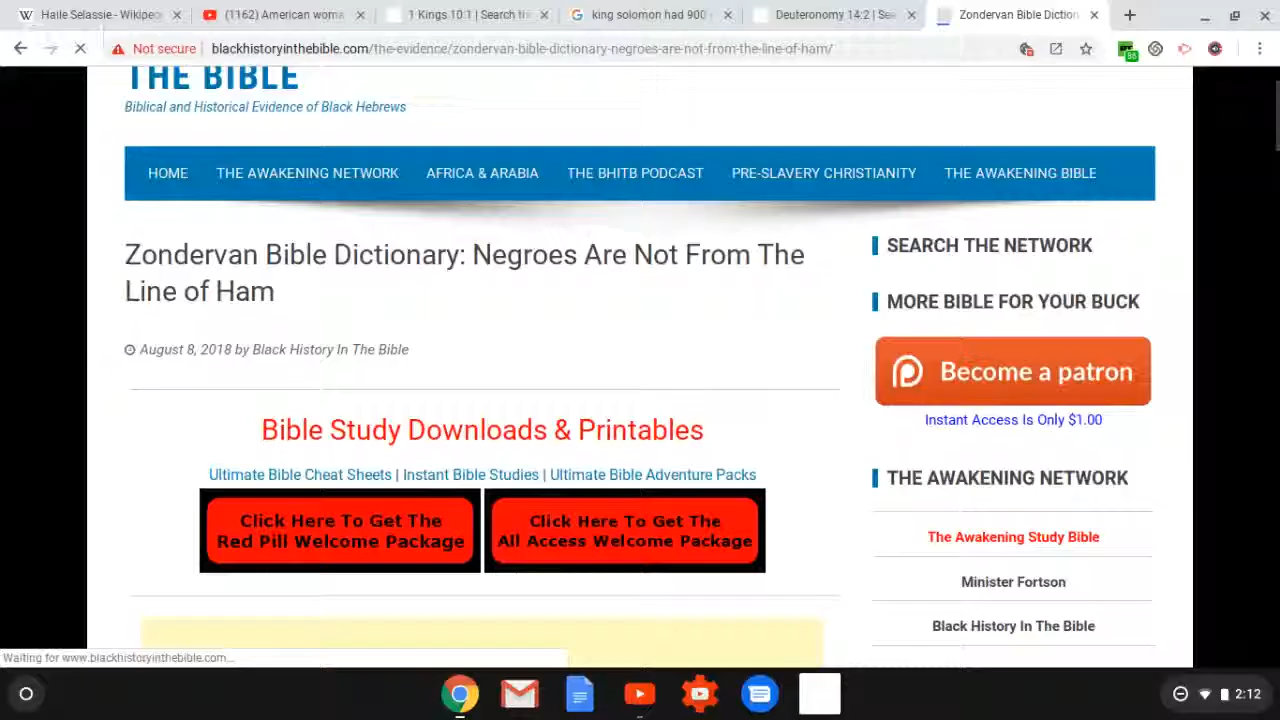 Haile Selassie - Wikipe
(1162) American woma
1 Kings 10:1 | Search
king solomon had 900
Deuteronomy 14:2 | Se
Zondervan Bible Diction
Not secure | blackhistoryinthebible.com/the-evidence/zondervan-bible-dictionary-negroes-are-not-from-the-line-of-ham/
86
THE BIBLE
Biblical and Historical Evidence of Black Hebrews
HOME THE AWAKENING NETWORK AFRICA & ARABIA THE BHITB PODCAST PRE-SLAVERY CHRISTIANITY THE AWAKENING BIBLE
Zondervan Bible Dictionary: Negroes Are Not From The
Line of Ham
August 8, 2018 by Black History In The Bible
Bible Study Downloads & Printables
Ultimate Bible Cheat Sheets | Instant Bible Studies | Ultimate Bible Adventure Packs
Click Here To Get The
Red Pill Welcome Package
Click Here To Get The
All Access Welcome Package
SEARCH THE NETWORK
MORE BIBLE FOR YOUR BUCK
Become a patron
Instant Access Is Only $1.00
THE AWAKENING NETWORK
The Awakening Study Bible
Minister Fortson
Black History In The Bible
Waiting for www.blackhistoryinthebible.com...
2:12